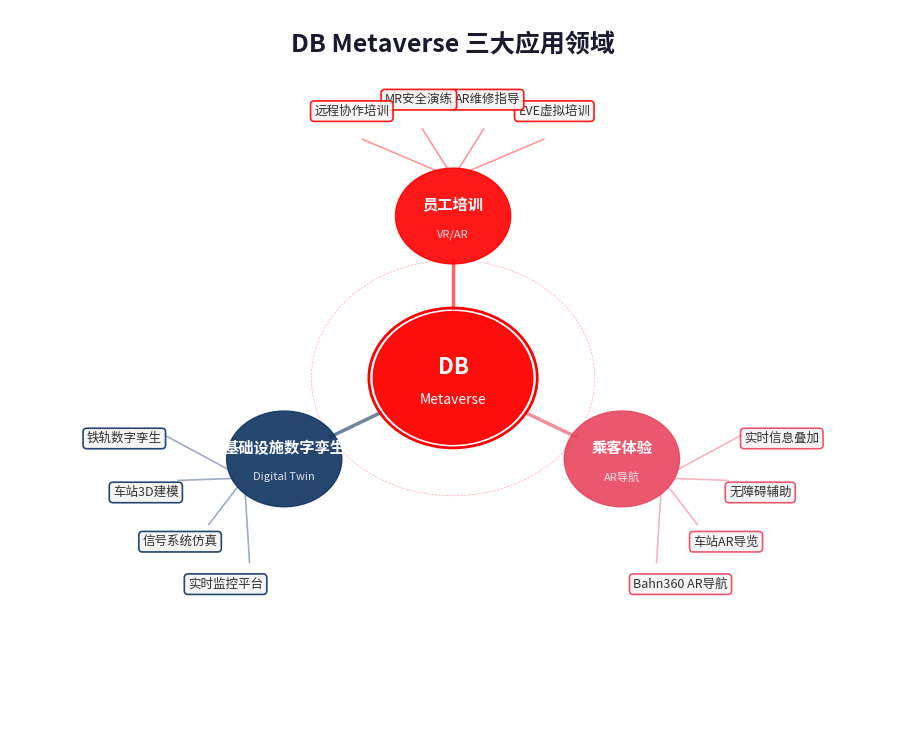 DB Metaverse 三大应用领域
远程协作培训
MR安全演练
AR维修指导
EVE虚拟培训
员工培训
VR/AR
DB
Metaverse
基础设施数字孪生
Digital Twin
铁轨数字孪生
车站3D建模
信号系统仿真
实时监控平台
乘客体验
AR导航
实时信息叠加
无障碍辅助
车站AR导览
Bahn360 AR导航